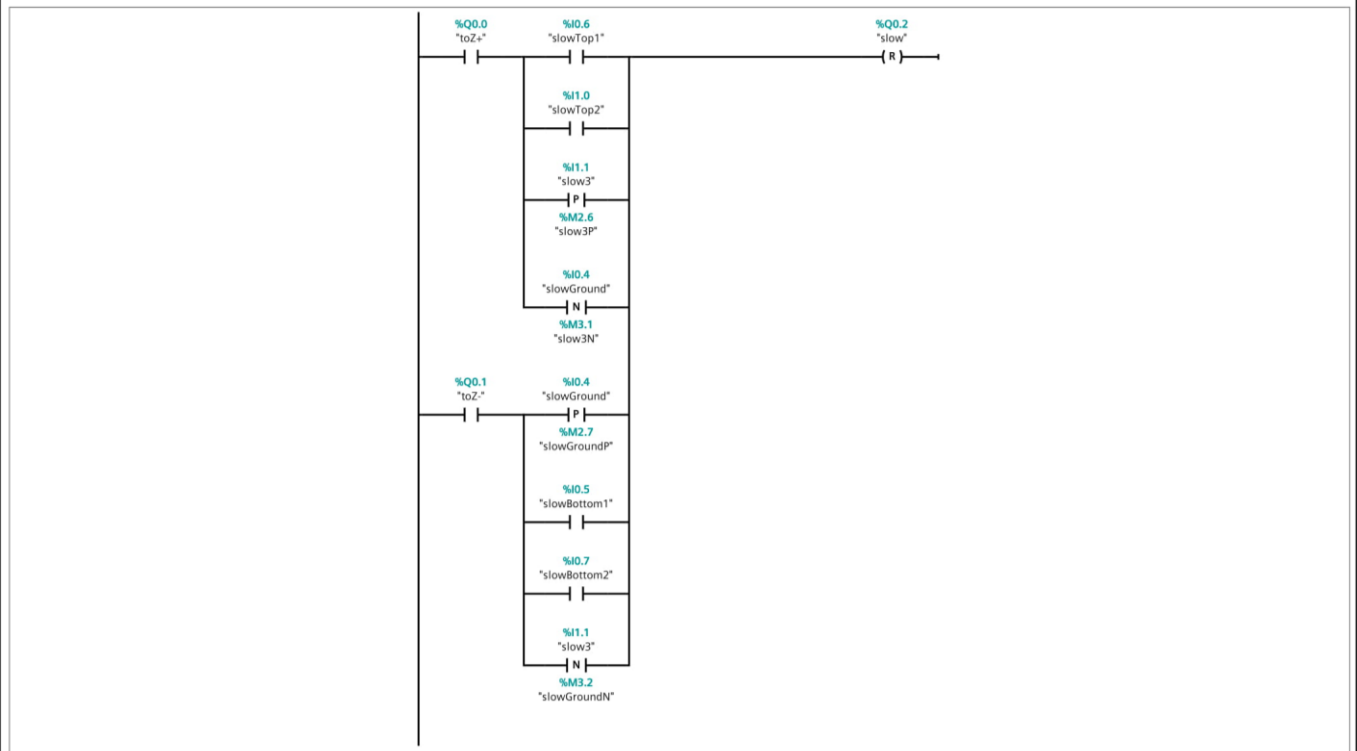 %Q0.0 %I0.6 %Q0.2
"toZ+" "slowTop1" "slow"
R
%I1.0
"slowTop2"
%I1.1
"slow3"
P
%M2.6
"slow3P"
%I0.4
"slowGround"
N
%M3.1
"slow3N"
%Q0.1 %I0.4
"toZ-" "slowGround"
P
%M2.7
"slowGroundP"
%I0.5
"slowBottom1"
%I0.7
"slowBottom2"
%I1.1
"slow3"
N
%M3.2
"slowGroundN"